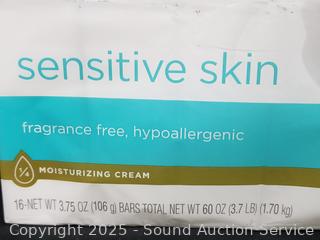 sensitive skin
fragrance free, hypoallergenic
¼ MOISTURIZING CREAM
16-NET WT 3.75 OZ (106 g) BARS TOTAL NET WT 60 OZ (3.7 LB) (1.70 kg)
Copyright 2025 - Sound Auction Service